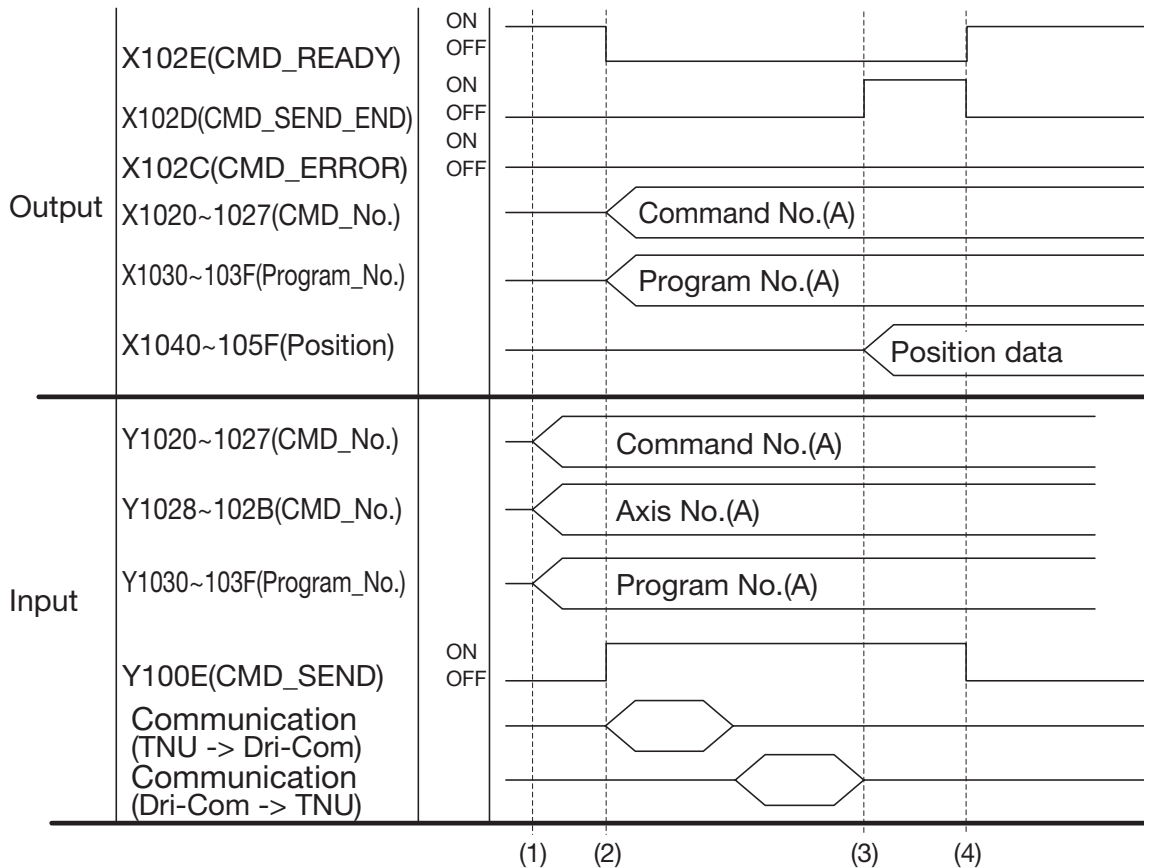 ON
OFF
X102E(CMD_READY)
ON
OFF
X102D(CMD_SEND_END)
ON
OFF
X102C(CMD_ERROR)
Output
X1020~1027(CMD_No.)
Command No.(A)
X1030~103F(Program_No.)
Program No.(A)
X1040~105F(Position)
Position data
Y1020~1027(CMD_No.)
Command No.(A)
Y1028~102B(CMD_No.)
Axis No.(A)
Y1030~103F(Program_No.)
Program No.(A)
Input
ON
OFF
Y100E(CMD_SEND)
Communication
(TNU -> Dri-Com)
Communication
(Dri-Com -> TNU)
(1) (2) (3) (4)